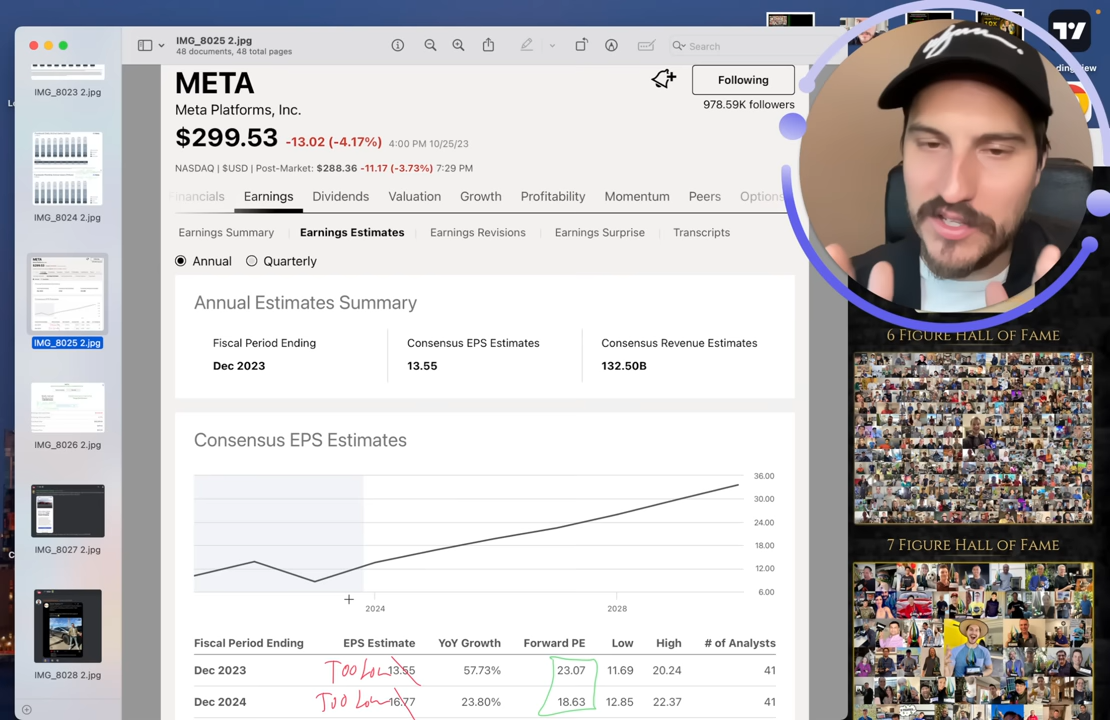 IMG_8025 2.jpg
48 documents, 48 total pages
Search
IMG_8023 2.jpg
IMG_8024 2.jpg
IMG_8025 2.jpg
IMG_8026 2.jpg
IMG_8027 2.jpg
IMG_8028 2.jpg
META
Following
Meta Platforms, Inc.
978.59K followers
$299.53 -13.02 (-4.17%) 4:00 PM 10/25/23
NASDAQ | $USD | Post-Market: $288.36 -11.17 (-3.73%) 7:29 PM
Financials Earnings Dividends Valuation Growth Profitability Momentum Peers Options
Earnings Summary Earnings Estimates Earnings Revisions Earnings Surprise Transcripts
Annual Quarterly
Annual Estimates Summary
Fiscal Period Ending Consensus EPS Estimates Consensus Revenue Estimates
Dec 2023 13.55 132.50B
Consensus EPS Estimates
36.00
30.00
24.00
18.00
12.00
6.00
2024 2028
Fiscal Period Ending EPS Estimate YoY Growth Forward PE Low High # of Analysts
Dec 2023 Too Low 13.55 57.73% 23.07 11.69 20.24 41
Dec 2024 Too Low 16.77 23.80% 18.63 12.85 22.37 41
6 FIGURE HALL OF FAME
7 FIGURE HALL OF FAME